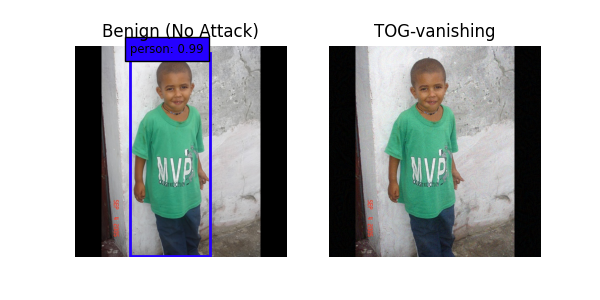 Benign (No Attack)
person: 0.99
MVP
TOG-vanishing
MVP